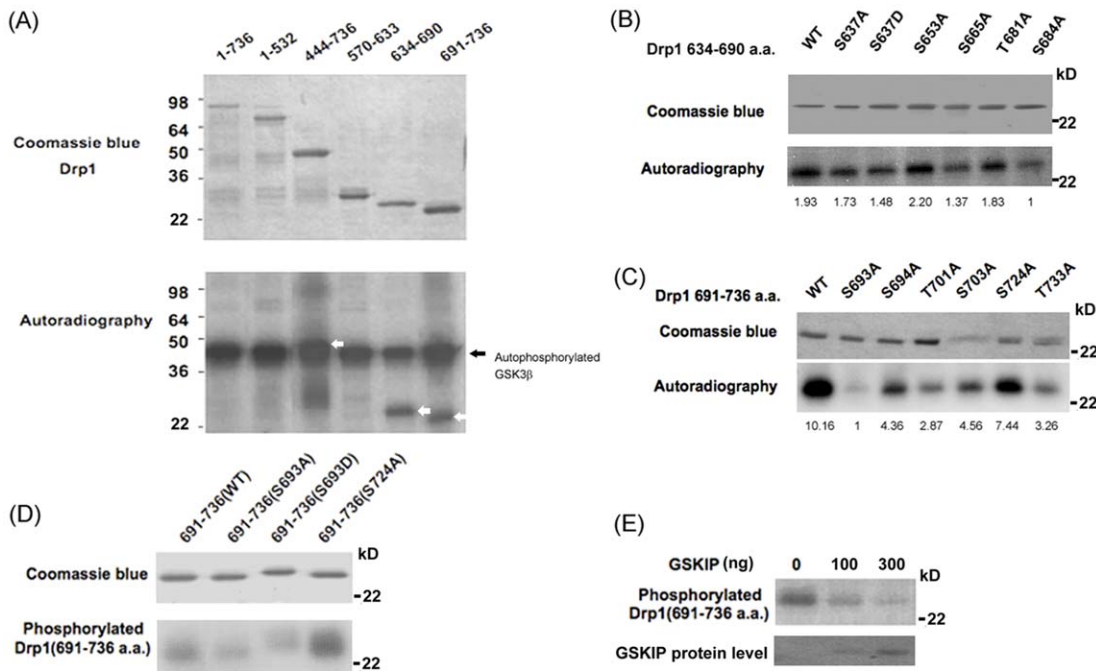 (A)
1-736 1-532 444-736 570-633 634-690 691-736
98
64
50
36
22
Coomassie blue
Drp1
98
64
50
36
22
Autoradiography
Autophosphorylated
GSK3β
(B)
Drp1 634-690 a.a.
WT S637A S637D S653A S665A T681A S684A
kD
Coomassie blue
22
Autoradiography
22
1.93 1.73 1.48 2.20 1.37 1.83 1
(C)
Drp1 691-736 a.a.
WT S693A S694A T701A S703A S724A T733A
kD
Coomassie blue
22
Autoradiography
22
10.16 1 4.36 2.87 4.56 7.44 3.26
(D)
691-736(WT) 691-736(S693A) 691-736(S693D) 691-736(S724A)
kD
Coomassie blue
22
Phosphorylated
Drp1(691-736 a.a.)
22
(E)
GSKIP (ng) 0 100 300
kD
Phosphorylated
Drp1(691-736 a.a.)
22
GSKIP protein level